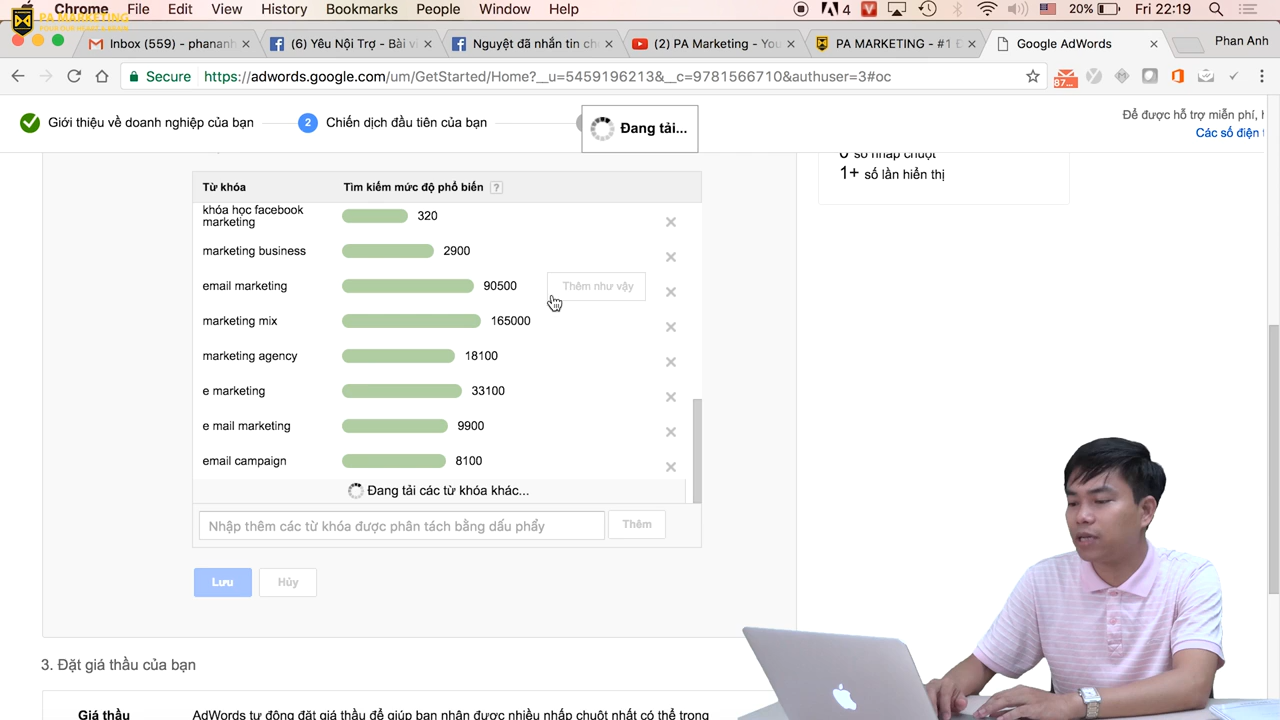 Chrome File Edit View History Bookmarks People Window Help
4 20% Fri 22:19
PA MARKETING
Inbox (559) - phananh
(6) Yêu Nội Trợ - Bài vi
Nguyệt đã nhắn tin cho
(2) PA Marketing - You
PA MARKETING - #1 E
Google AdWords
Phan Anh
Secure https://adwords.google.com/um/GetStarted/Home?__u=5459196213&__c=9781566710&authuser=3#oc
87...
Giới thiệu về doanh nghiệp của bạn
2 Chiến dịch đầu tiên của bạn
Đang tải...
Để được hỗ trợ miễn phí, h
Các số điện t
0 số nhấp chuột
1+ số lần hiển thị
Từ khóa Tìm kiếm mức độ phổ biến ?
khóa học facebook
marketing 320
marketing business 2900
email marketing 90500 Thêm như vậy
marketing mix 165000
marketing agency 18100
e marketing 33100
e mail marketing 9900
email campaign 8100
Đang tải các từ khóa khác...
Nhập thêm các từ khóa được phân tách bằng dấu phẩy Thêm
Lưu Hủy
3. Đặt giá thầu của bạn
Giá thầu AdWords tự động đặt giá thầu để giúp bạn nhận được nhiều nhấp chuột nhất có thể trong